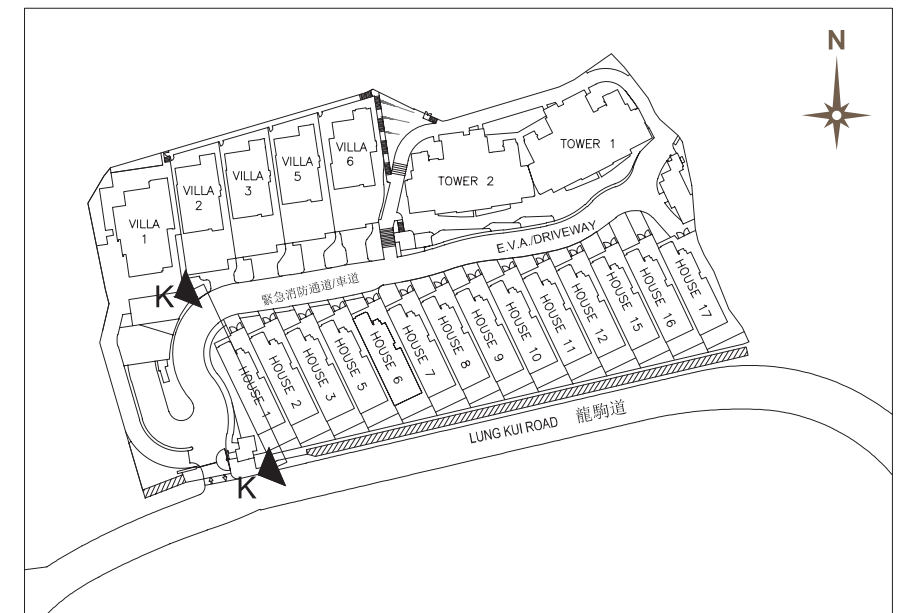 N
TOWER 1
VILLA
6
VILLA
5
VILLA
3
VILLA
2
VILLA
1
TOWER 2
E.V.A./DRIVEWAY
緊急消防通道/車道
K
HOUSE 1
HOUSE 2
HOUSE 3
HOUSE 5
HOUSE 6
HOUSE 7
HOUSE 8
HOUSE 9
HOUSE 10
HOUSE 11
HOUSE 12
HOUSE 15
HOUSE 16
HOUSE 17
LUNG KUI ROAD 龍駒道
K